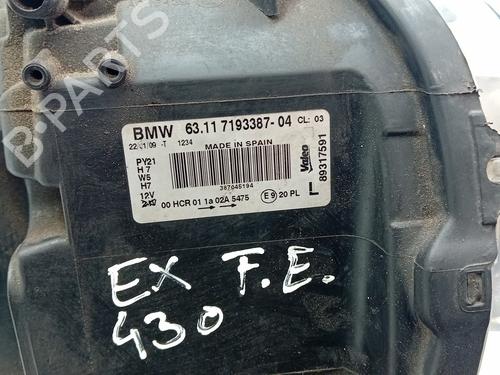 B-PARTS
BMW 63.11 7193387-04 CL: 03
22/01/09 -T 1234 MADE IN SPAIN
PY21
H7
W5
H7
12V
387045194
Valeo
89317591
L
00 HCR 01 1a 02A 5475 E9 20 PL
EX F.E.
430